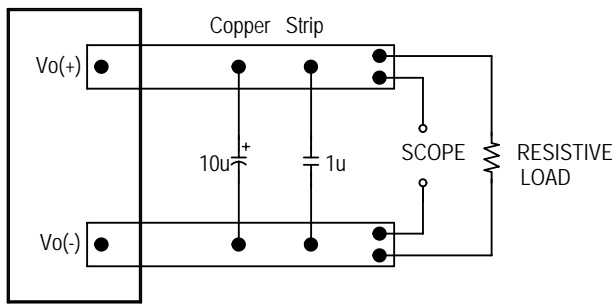 Copper Strip
Vo(+)
+
10u
1u
SCOPE
RESISTIVE
LOAD
Vo(-)